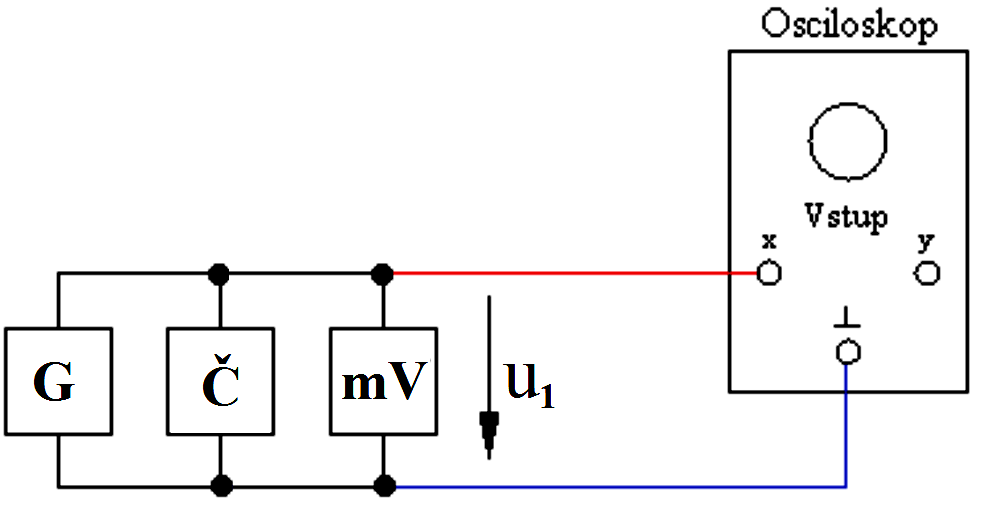 Osciloskop
Vstup
x y
⊥
G Č mV u₁